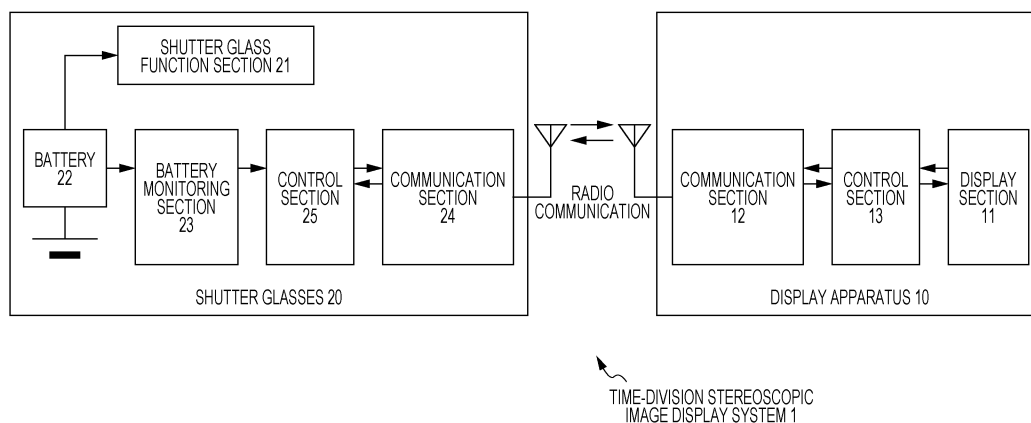 SHUTTER GLASS
FUNCTION SECTION 21
BATTERY
22
BATTERY
MONITORING
SECTION
23
CONTROL
SECTION
25
COMMUNICATION
SECTION
24
RADIO
COMMUNICATION
COMMUNICATION
SECTION
12
CONTROL
SECTION
13
DISPLAY
SECTION
11
SHUTTER GLASSES 20
DISPLAY APPARATUS 10
TIME-DIVISION STEREOSCOPIC
IMAGE DISPLAY SYSTEM 1